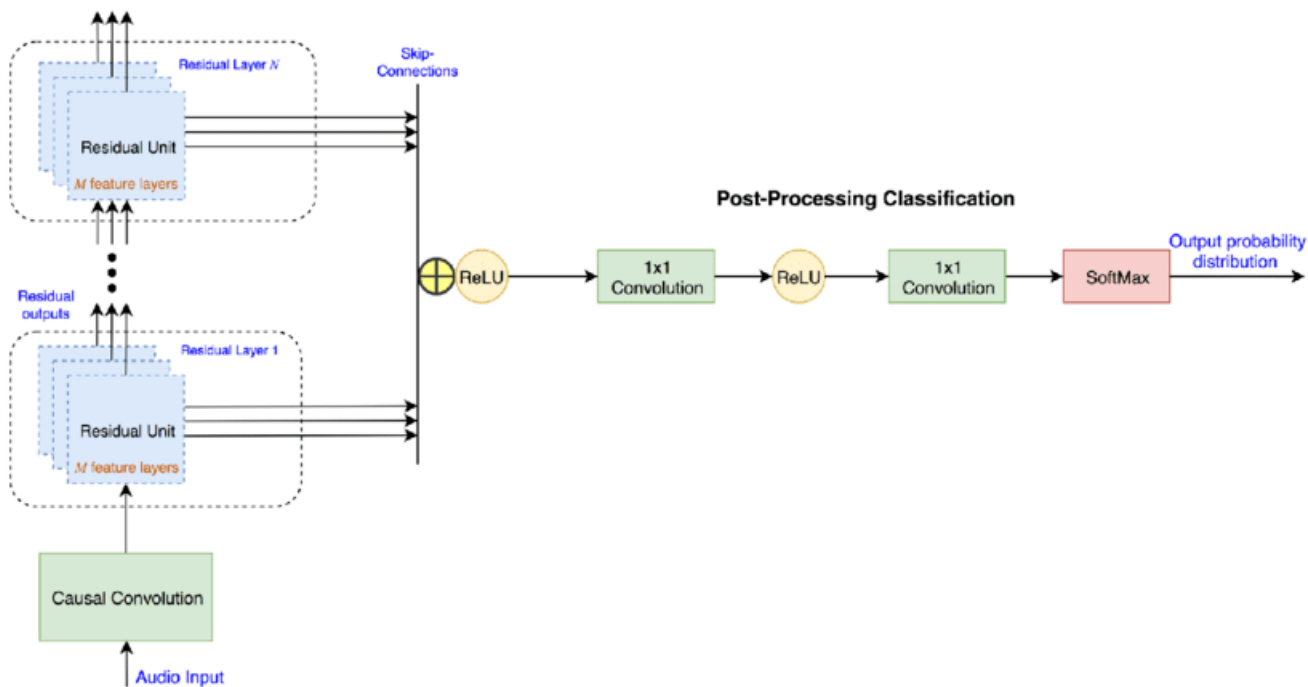 Residual Layer N
Residual Unit
M feature layers
Residual
outputs
Residual Layer 1
Residual Unit
M feature layers
Causal Convolution
Audio Input
Skip-
Connections
Post-Processing Classification
ReLU
1x1
Convolution
ReLU
1x1
Convolution
SoftMax
Output probability
distribution